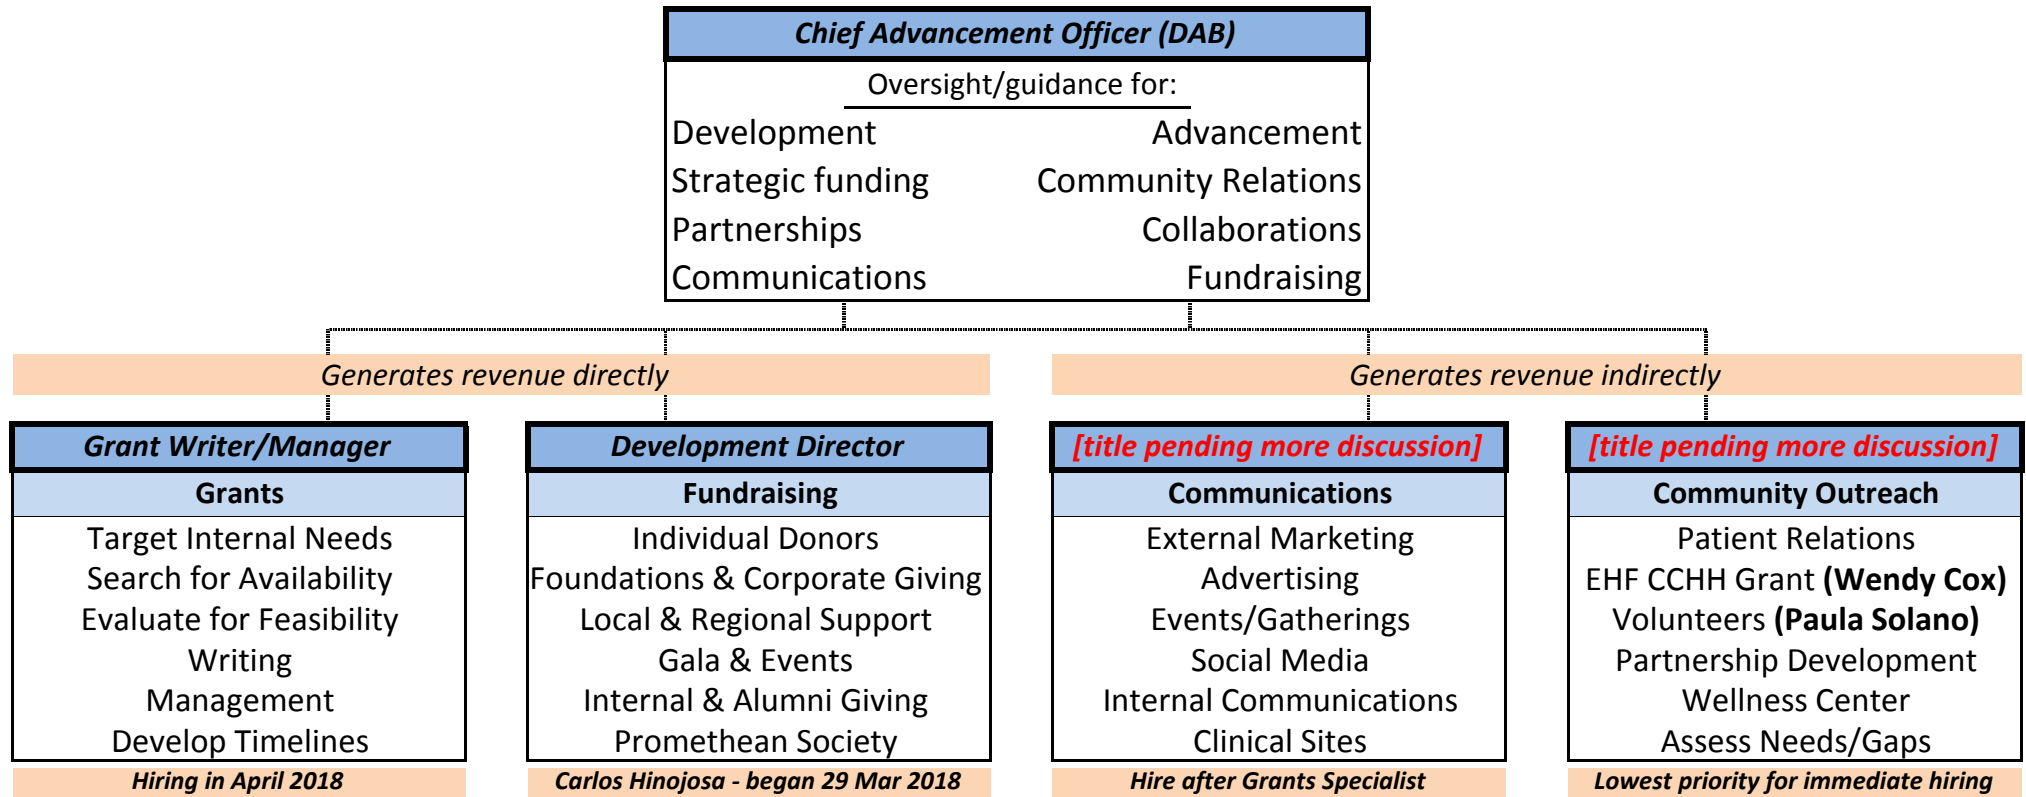 Chief Advancement Officer (DAB)
Oversight/guidance for:
Development Advancement
Strategic funding Community Relations
Partnerships Collaborations
Communications Fundraising
Generates revenue directly
Generates revenue indirectly
Grant Writer/Manager
Grants
Target Internal Needs
Search for Availability
Evaluate for Feasibility
Writing
Management
Develop Timelines
Hiring in April 2018
Development Director
Fundraising
Individual Donors
Foundations & Corporate Giving
Local & Regional Support
Gala & Events
Internal & Alumni Giving
Promethean Society
Carlos Hinojosa - began 29 Mar 2018
[title pending more discussion]
Communications
External Marketing
Advertising
Events/Gatherings
Social Media
Internal Communications
Clinical Sites
Hire after Grants Specialist
[title pending more discussion]
Community Outreach
Patient Relations
EHF CCHH Grant (Wendy Cox)
Volunteers (Paula Solano)
Partnership Development
Wellness Center
Assess Needs/Gaps
Lowest priority for immediate hiring